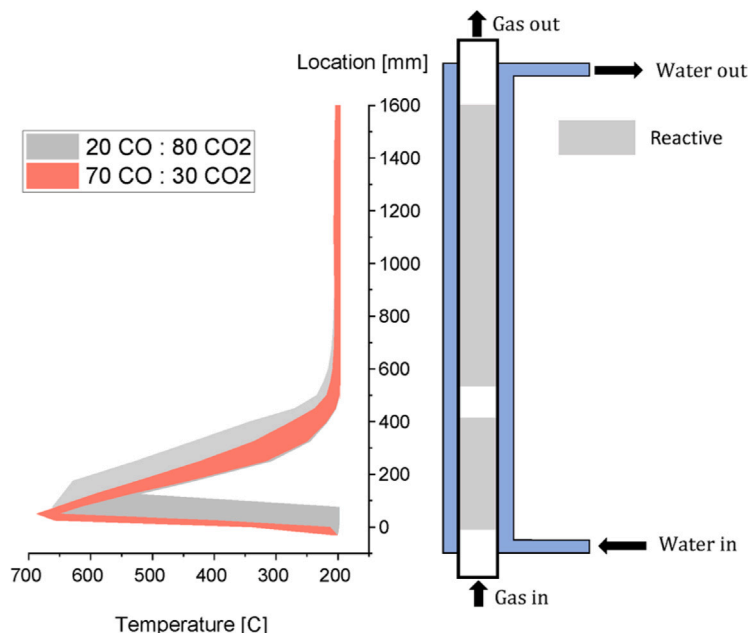 Gas out
Location [mm]
Water out
1600
20 CO : 80 CO2
70 CO : 30 CO2
Reactive
1400
1200
1000
800
600
400
200
0
Water in
700 600 500 400 300 200
Gas in
Temperature [C]